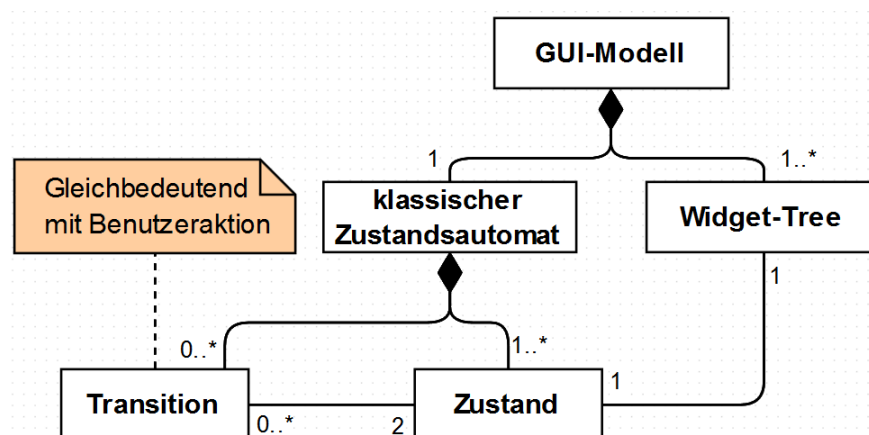 GUI-Modell
1
1..*
Gleichbedeutend
mit Benutzeraktion
klassischer
Zustandsautomat
Widget-Tree
1
0..*
1..*
1
Transition
Zustand
0..*
2